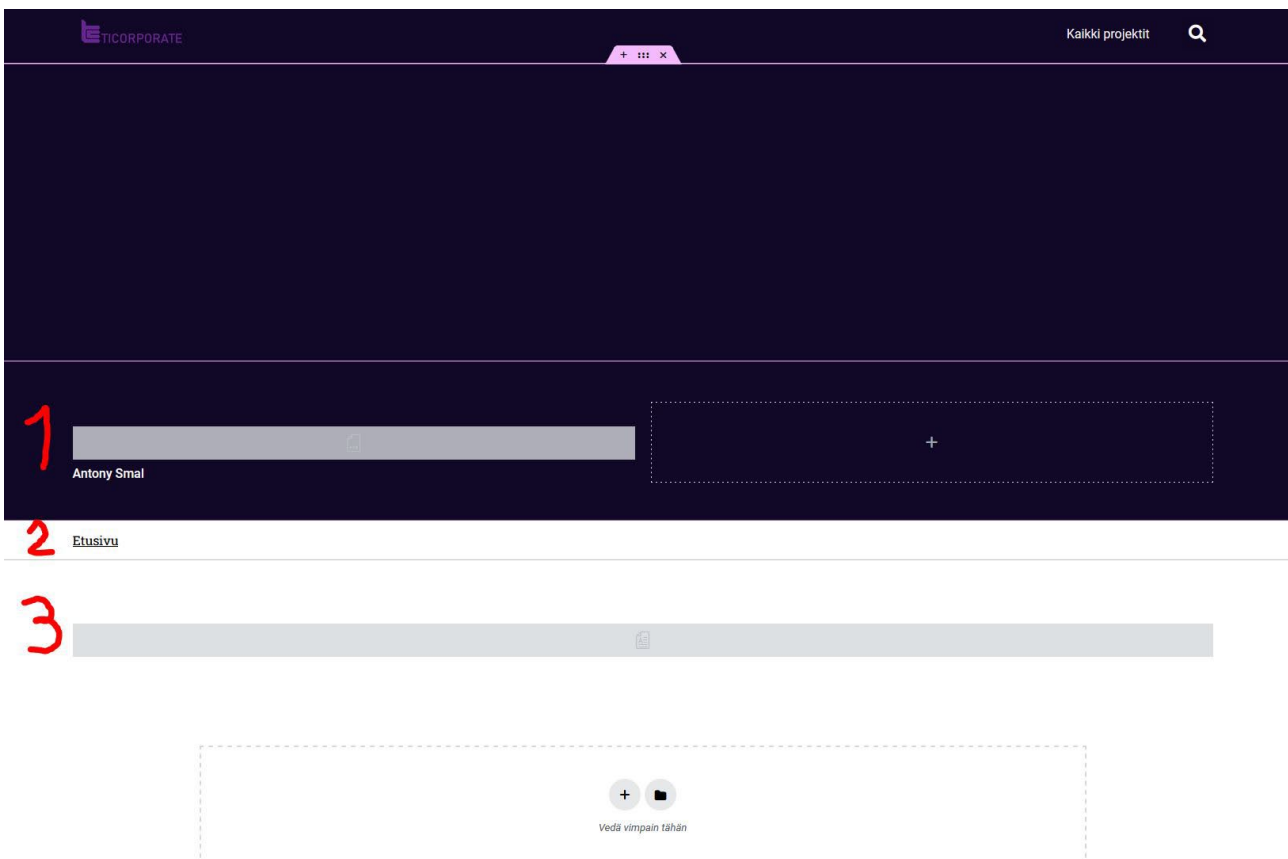 TICORPORATE
Kaikki projektit
1
Antony Smal
2
Etusivu
3
Vedä vimpain tähän